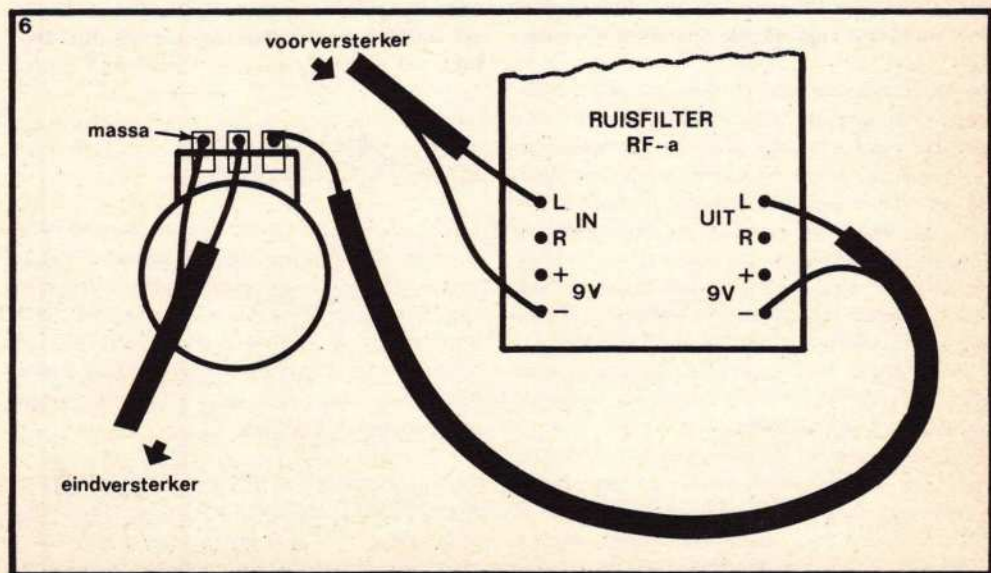 6
voorversterker
massa
RUISFILTER
RF-a
L IN L UIT
R R
+ 9V + 9V
- -
eindversterker